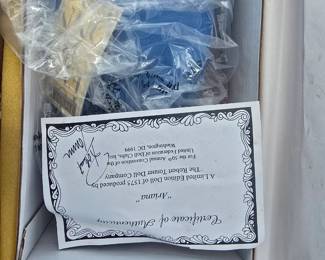 Certificate of Authenticity
"Ariana"
A Limited Edition Doll of 1575 produced by
"The Robert Tonner Doll Company"
For the 50th Annual Convention of the
United Federation of Doll Clubs, Inc.
Washington, DC 1999